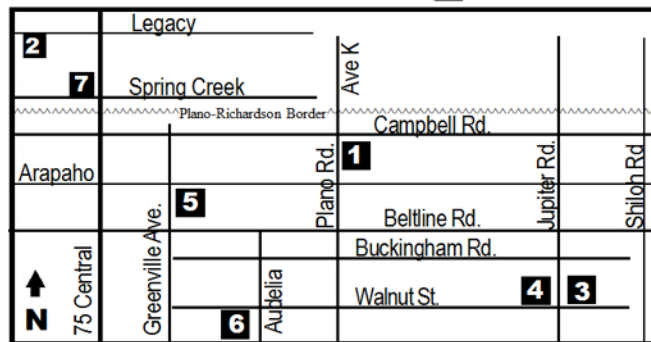 Legacy
2
Ave K
7
Spring Creek
Plano-Richardson Border
Campbell Rd.
1
Arapaho
Plano Rd.
Jupiter Rd.
Shiloh Rd
5
Beltline Rd.
Greenville Ave.
75 Central
Buckingham Rd.
Audelia
Walnut St.
4
3
N
6